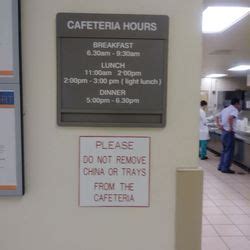 CAFETERIA HOURS
BREAKFAST
6.30am - 9:30am
LUNCH
11:00am 2:00pm
2:00pm - 3:00 pm ( light lunch )
DINNER
5:00pm - 6.30pm
PLEASE
DO NOT REMOVE
CHINA OR TRAYS
FROM THE
CAFETERIA